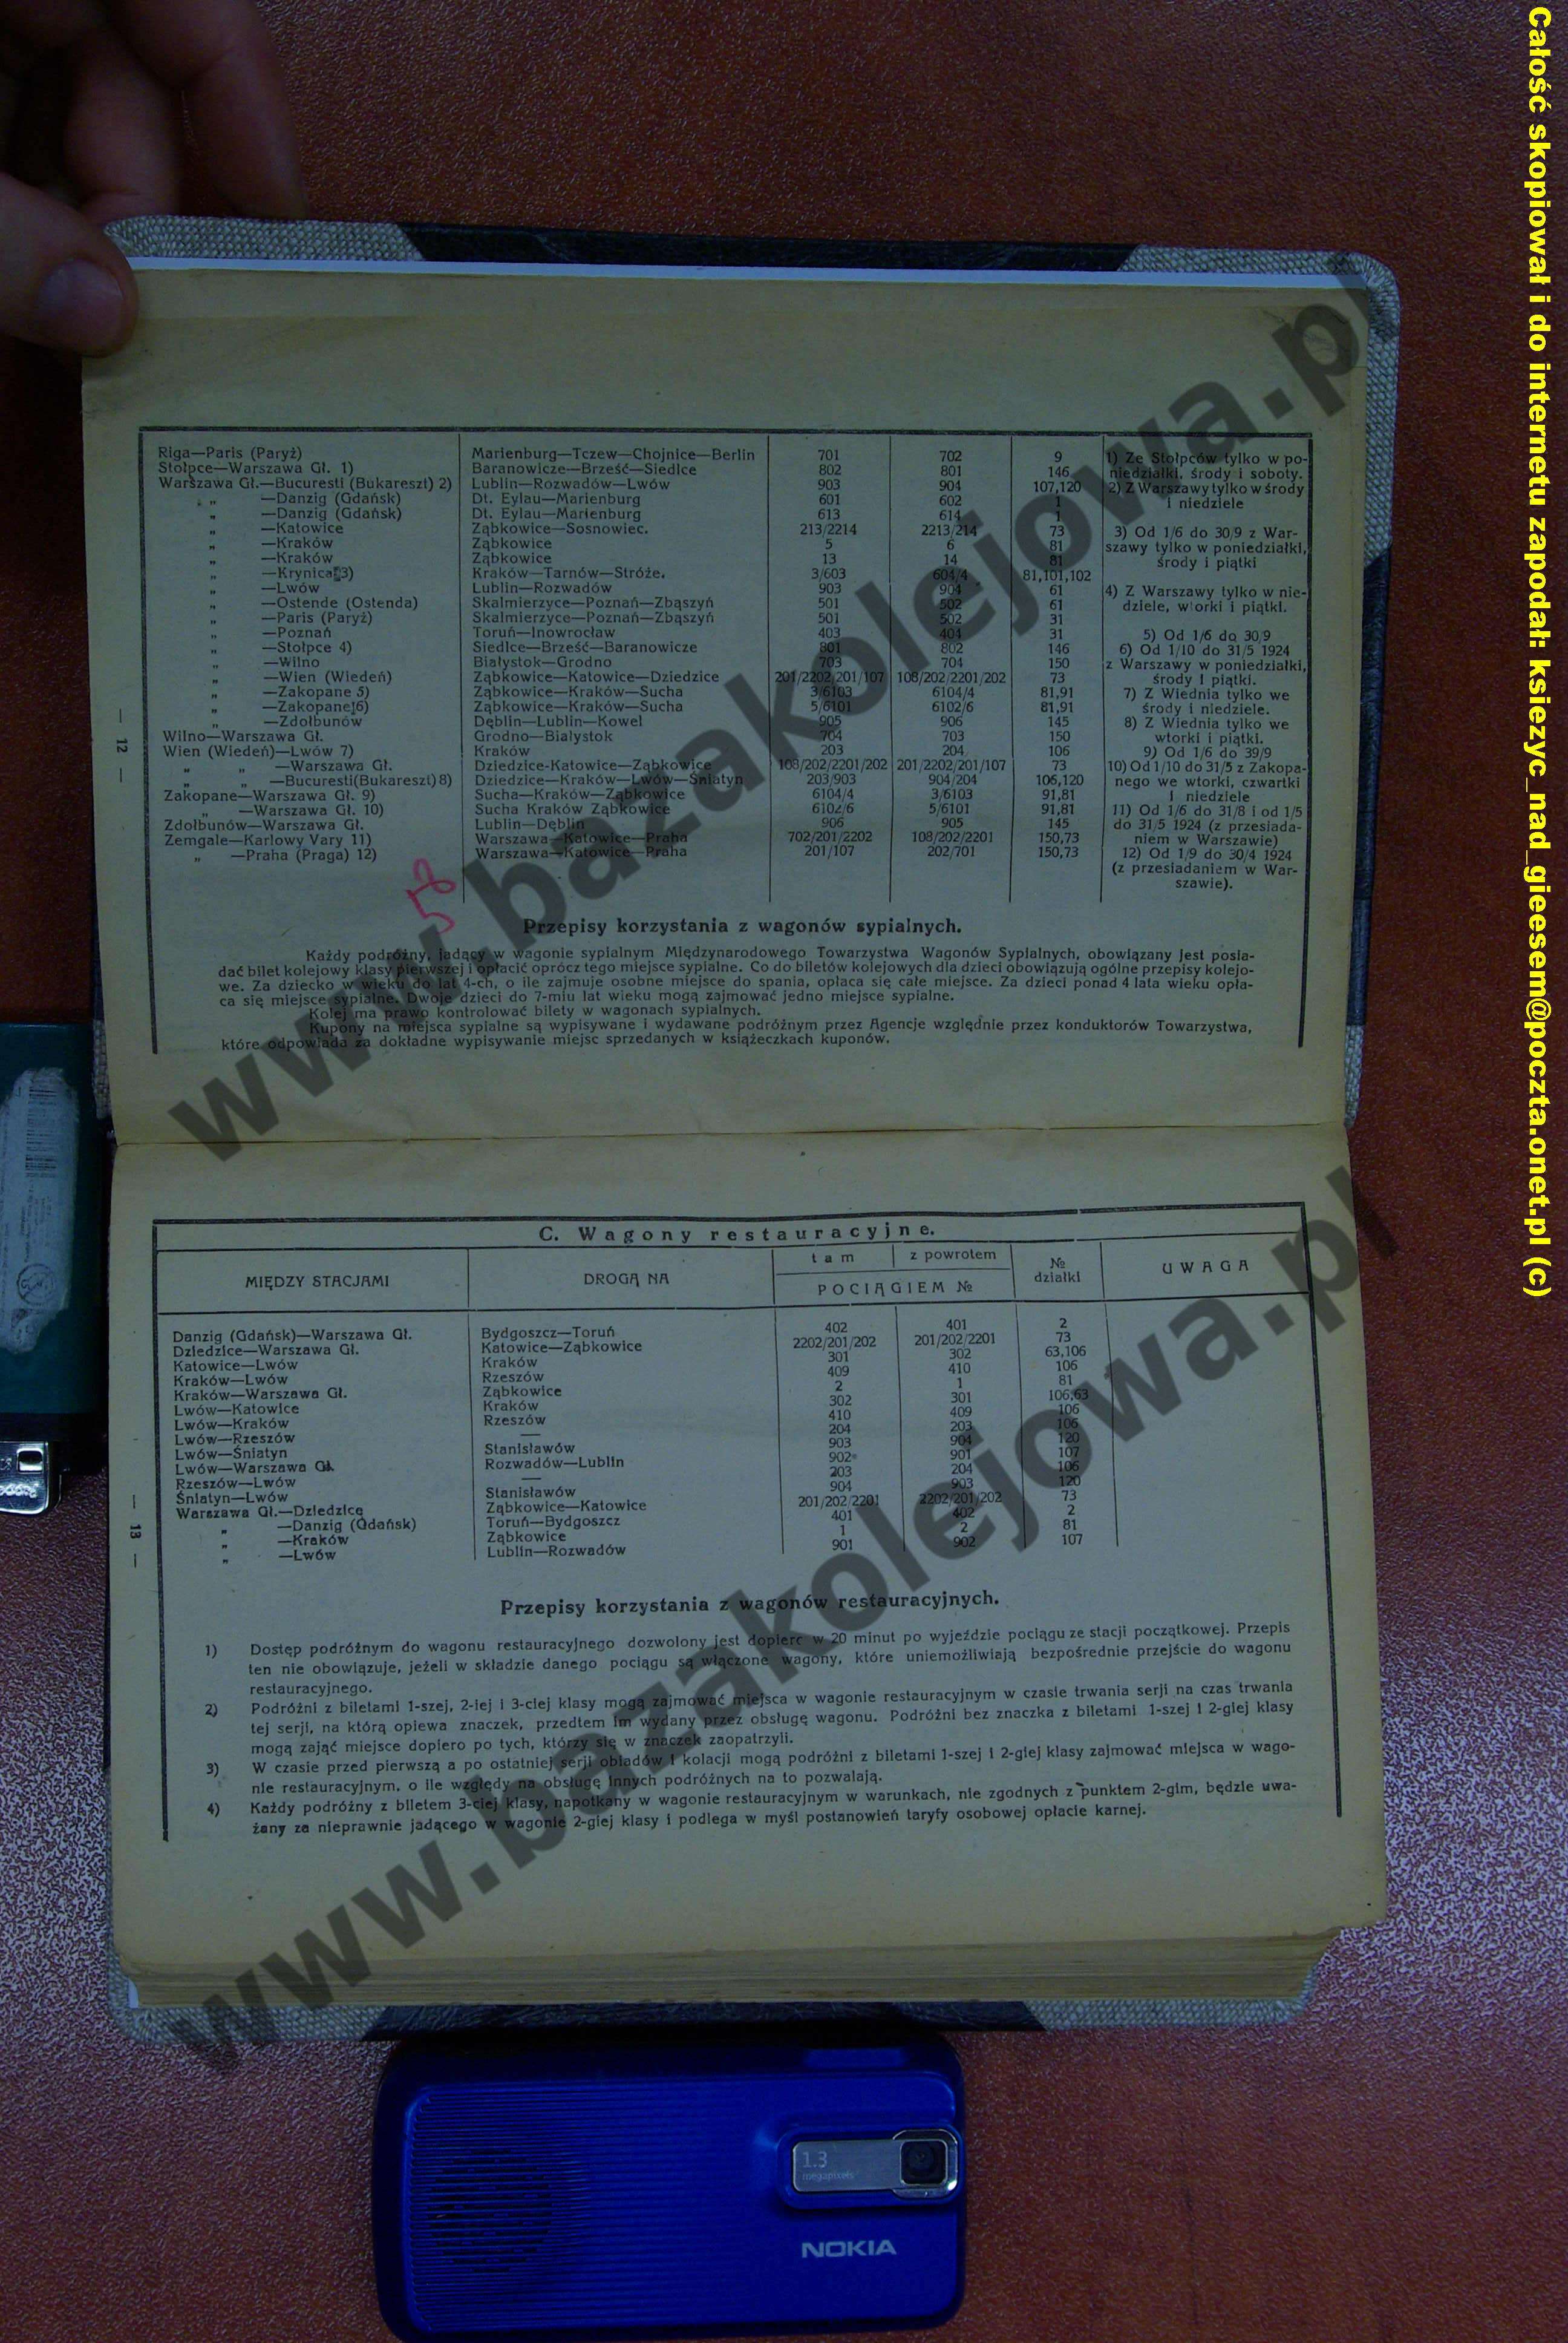 Całość skopiował i do internetu zapodał: ksiezyc_nad_gieesem@poczta.onet.pl (c)
Riga—Paris (Paryż) Marienburg—Tczew—Chojnice—Berlin 701 702 9 1) Ze Stołpców tylko w po-
Stołpce—Warszawa Gł. 1) Baranowicze—Brześć—Siedlce 802 801 146 niedziałki, środy i soboty.
Warszawa Gł.—Bucuresti (Bukareszt) 2) Lublin—Rozwadów—Lwów 903 904 107,120 2) Z Warszawy tylko w środy
„ —Danzig (Gdańsk) Dt. Eylau—Marienburg 601 602 1 i niedziele
„ —Danzig (Gdańsk) Dt. Eylau—Marienburg 613 614 1
„ —Katowice Ząbkowice—Sosnowiec. 213/2214 2213/214 73 3) Od 1/6 do 30/9 z War-
„ —Kraków Ząbkowice 5 6 81 szawy tylko w poniedziałki,
„ —Kraków Ząbkowice 13 14 81 środy i piątki
„ —Krynica 3) Kraków—Tarnów—Stróże. 3/603 604/4 81,101,102
„ —Lwów Lublin—Rozwadów 903 904 61 4) Z Warszawy tylko w nie-
„ —Ostende (Ostenda) Skalmierzyce—Poznań—Zbąszyń 501 502 61 dziele, wtorki i piątki.
„ —Paris (Paryż) Skalmierzyce—Poznań—Zbąszyń 501 502 31
„ —Poznań Toruń—Inowrocław 403 404 31 5) Od 1/6 do 30/9
„ —Stołpce 4) Siedlce—Brześć—Baranowicze 801 802 146 6) Od 1/10 do 31/5 1924
„ —Wilno Białystok—Grodno 703 704 150 z Warszawy w poniedziałki,
„ —Wien (Wiedeń) Ząbkowice—Katowice—Dziedzice 201/2202/201/107 108/202/2201/202 73 środy i piątki.
„ —Zakopane 5) Ząbkowice—Kraków—Sucha 3/6103 6104/4 81,91 7) Z Wiednia tylko we
„ —Zakopane 6) Ząbkowice—Kraków—Sucha 5/6101 6102/6 81,91 środy i niedziele.
„ —Zdołbunów Dęblin—Lublin—Kowel 905 906 145 8) Z Wiednia tylko we
Wilno—Warszawa Gł. Grodno—Białystok 704 703 150 wtorki i piątki.
Wien (Wiedeń)—Lwów 7) Kraków 203 204 106 9) Od 1/6 do 39/9
„ „ —Warszawa Gł. Dziedzice-Katowice—Ząbkowice 108/202/2201/202 201/2202/201/107 73 10) Od 1/10 do 31/5 z Zakopa-
„ „ —Bucuresti(Bukareszt) 8) Dziedzice—Kraków—Lwów—Śniatyn 203/903 904/204 106,120 nego we wtorki, czwartki
Zakopane—Warszawa Gł. 9) Sucha—Kraków—Ząbkowice 6104/4 3/6103 91,81 i niedziele
„ —Warszawa Gł. 10) Sucha Kraków Ząbkowice 6102/6 5/6101 91,81 11) Od 1/6 do 31/8 i od 1/5
Zdołbunów—Warszawa Gł. Lublin—Dęblin 906 905 145 do 31/5 1924 (z przesiada-
Zemgale—Karlowy Vary 11) Warszawa—Katowice—Praha 702/201/2202 108/202/2201 150,73 niem w Warszawie)
„ —Praha (Praga) 12) Warszawa—Katowice—Praha 201/107 202/701 150,73 12) Od 1/9 do 30/4 1924
(z przesiadaniem w War-
szawie).
58
— 12 —
Przepisy korzystania z wagonów sypialnych.
Każdy podróżny, jadący w wagonie sypialnym Międzynarodowego Towarzystwa Wagonów Sypialnych, obowiązany jest posia-
dać bilet kolejowy klasy pierwszej i opłacić oprócz tego miejsce sypialne. Co do biletów kolejowych dla dzieci obowiązują ogólne przepisy kolejo-
we. Za dziecko w wieku do lat 4-ch, o ile zajmuje osobne miejsce do spania, opłaca się całe miejsce. Za dzieci ponad 4 lata wieku opła-
ca się miejsce sypialne. Dwoje dzieci do 7-miu lat wieku mogą zajmować jedno miejsce sypialne.
Kolej ma prawo kontrolować bilety w wagonach sypialnych.
Kupony na miejsca sypialne są wypisywane i wydawane podróżnym przez Agencje względnie przez konduktorów Towarzystwa,
które odpowiada za dokładne wypisywanie miejsc sprzedanych w książeczkach kuponów.
www.bazakolejowa.pl
C. Wagony restauracyjne.
MIĘDZY STACJAMI DROGĄ NA tam z powrotem № działki UWAGA
POCIĄGIEM №
Danzig (Gdańsk)—Warszawa Gł. Bydgoszcz—Toruń 402 401 2
Dziedzice—Warszawa Gł. Katowice—Ząbkowice 2202/201/202 201/202/2201 73
Katowice—Lwów Kraków 301 302 63,106
Kraków—Lwów Rzeszów 409 410 106
Kraków—Warszawa Gł. Ząbkowice 2 1 81
Lwów—Katowice Kraków 302 301 106,63
Lwów—Kraków Rzeszów 410 409 106
Lwów—Rzeszów — 204 203 106
Lwów—Śniatyn Stanisławów 903 904 120
Lwów—Warszawa Gł. Rozwadów—Lublin 902 901 107
Rzeszów—Lwów — 203 204 106
Śniatyn—Lwów Stanisławów 904 903 120
Warszawa Gł.—Dziedzice Ząbkowice—Katowice 201/202/2201 2202/201/202 73
„ —Danzig (Gdańsk) Toruń—Bydgoszcz 401 402 2
„ —Kraków Ząbkowice 1 2 81
„ —Lwów Lublin—Rozwadów 901 902 107
— 13 —
Przepisy korzystania z wagonów restauracyjnych.
1) Dostęp podróżnym do wagonu restauracyjnego dozwolony jest dopierc w 20 minut po wyjeździe pociągu ze stacji początkowej. Przepis
ten nie obowiązuje, jeżeli w składzie danego pociągu są włączone wagony, które uniemożliwiają bezpośrednie przejście do wagonu
restauracyjnego.
2) Podróżni z biletami 1-szej, 2-iej i 3-ciej klasy mogą zajmować miejsca w wagonie restauracyjnym w czasie trwania serji na czas trwania
tej serji, na którą opiewa znaczek, przedtem im wydany przez obsługę wagonu. Podróżni bez znaczka z biletami 1-szej i 2-giej klasy
mogą zająć miejsce dopiero po tych, którzy się w znaczek zaopatrzyli.
3) W czasie przed pierwszą a po ostatniej serji obiadów i kolacji mogą podróżni z biletami 1-szej i 2-giej klasy zajmować miejsca w wago-
nie restauracyjnym, o ile względy na obsługę innych podróżnych na to pozwalają.
4) Każdy podróżny z biletem 3-ciej klasy, napotkany w wagonie restauracyjnym w warunkach, nie zgodnych z punktem 2-gim, będzie uwa-
żany za nieprawnie jadącego w wagonie 2-giej klasy i podlega w myśl postanowień taryfy osobowej opłacie karnej.
www.bazakolejowa.pl
1.3
megapixels
NOKIA